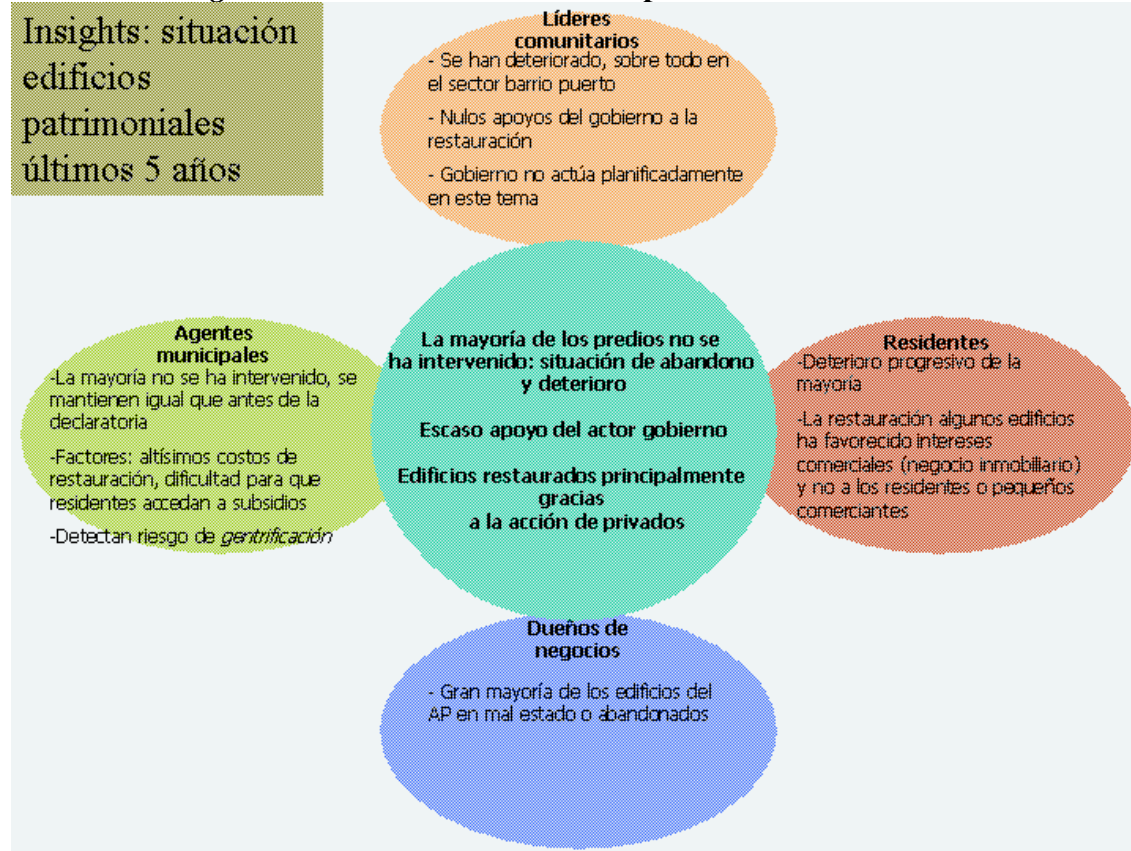 Insights: situación
edificios
patrimoniales
últimos 5 años
Líderes
comunitarios
- Se han deteriorado, sobre todo en
el sector barrio puerto
- Nulos apoyos del gobierno a la
restauración
- Gobierno no actúa planificadamente
en este tema
Agentes
municipales
-La mayoría no se ha intervenido, se
mantienen igual que antes de la
declaratoria
-Factores: altísimos costos de
restauración, dificultad para que
residentes accedan a subsidios
-Detectan riesgo de gentrificación
La mayoría de los predios no se
ha intervenido: situación de abandono
y deterioro
Escaso apoyo del actor gobierno
Edificios restaurados principalmente
gracias
a la acción de privados
Residentes
-Deterioro progresivo de la
mayoría
-La restauración algunos edificios
ha favorecido intereses
comerciales (negocio inmobiliario)
y no a los residentes o pequeños
comerciantes
Dueños de
negocios
- Gran mayoría de los edificios del
AP en mal estado o abandonados